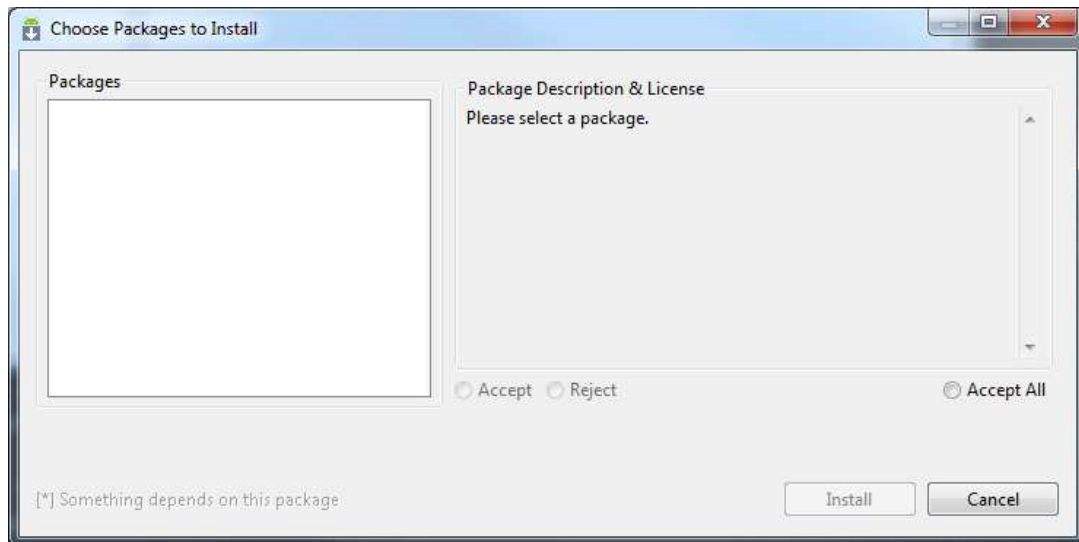 Choose Packages to Install
Packages
Package Description & License
Please select a package.
Accept Reject Accept All
[*] Something depends on this package
Install Cancel